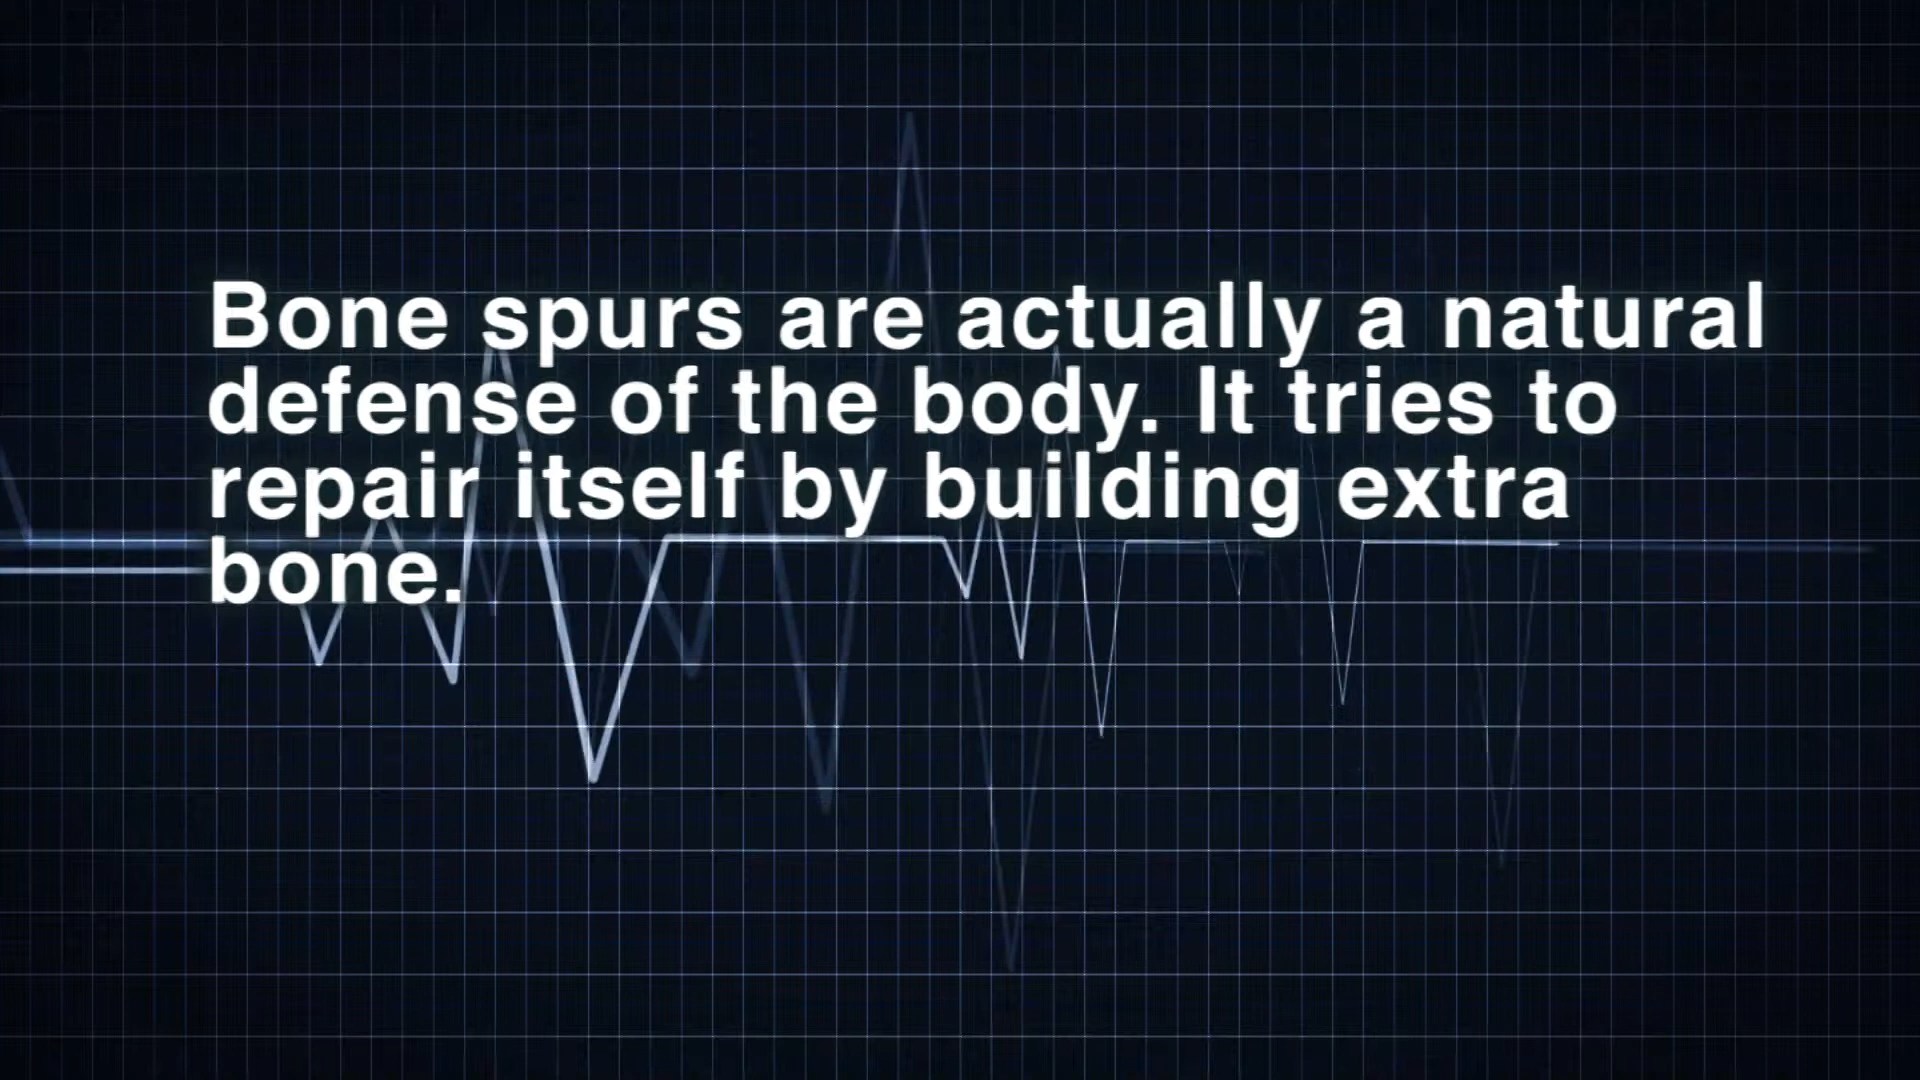 Bone spurs are actually a natural
defense of the body. It tries to
repair itself by building extra
bone.